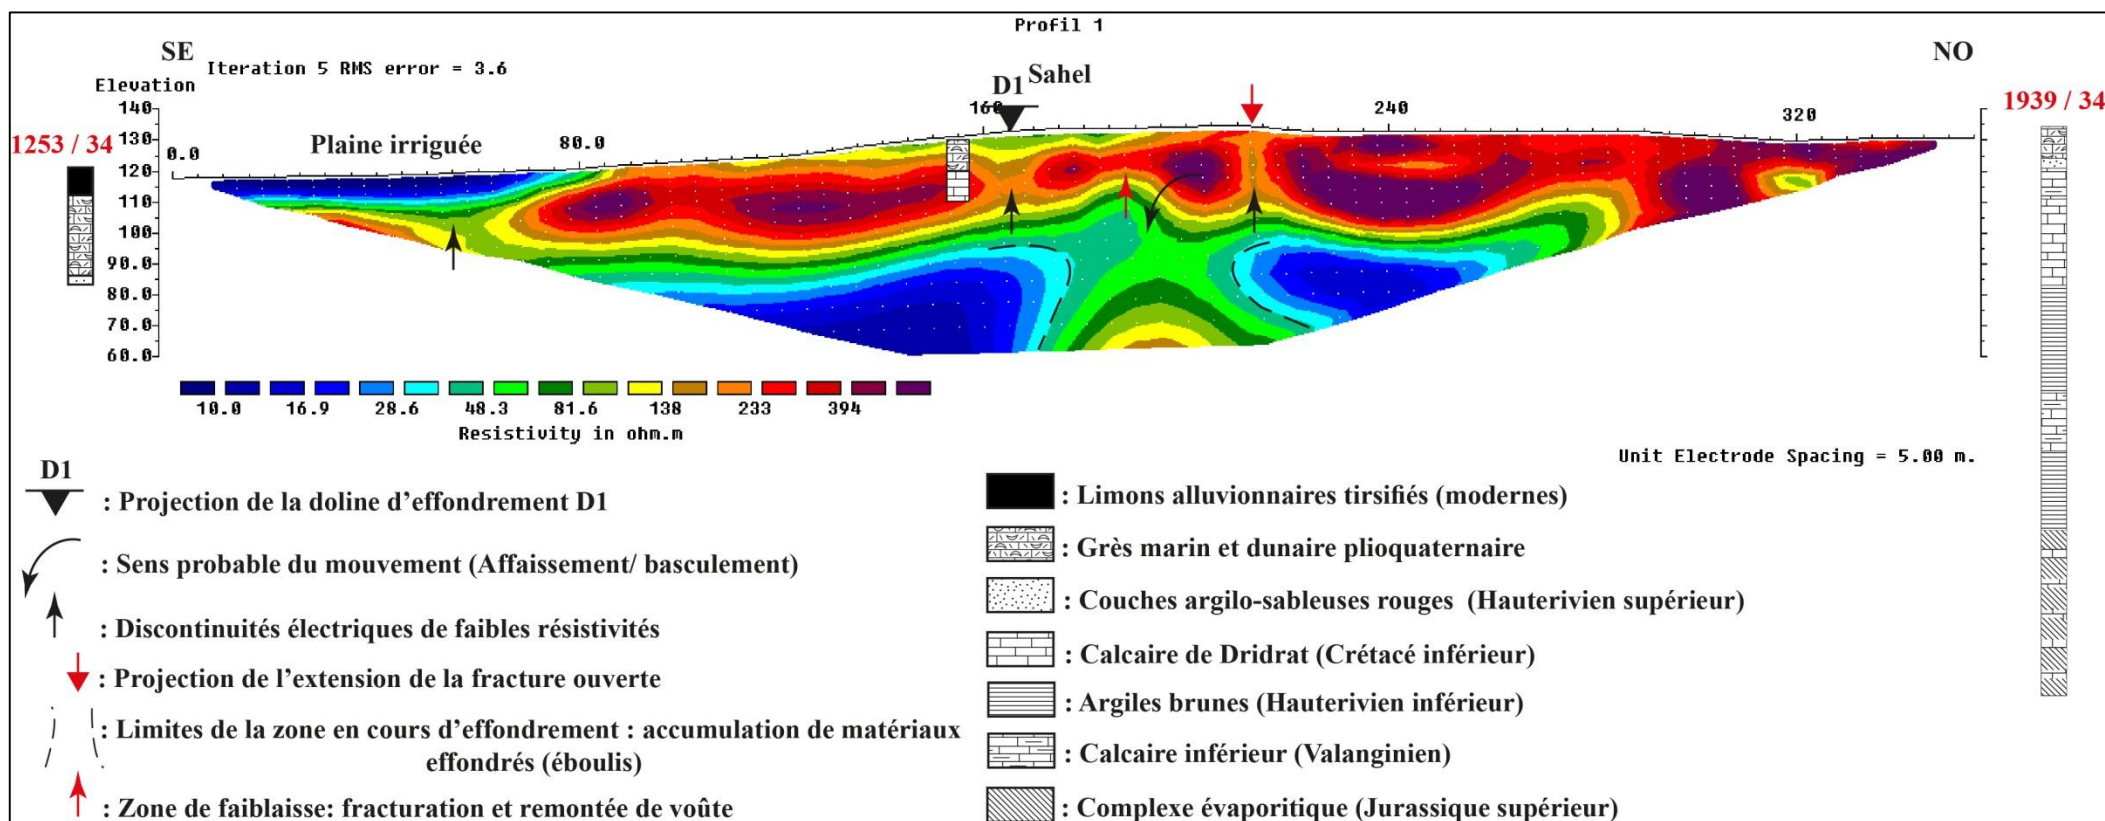 Profil 1
SE
NO
Iteration 5 RMS error = 3.6
Elevation
D1 Sahel
140
160
240
1939 / 34
130
320
1253 / 34
0.0
Plaine irriguée
80.0
120
110
100
90.0
80.0
70.0
60.0
10.0 16.9 28.6 48.3 81.6 138 233 394
Resistivity in ohm.m
Unit Electrode Spacing = 5.00 m.
D1
: Projection de la doline d’effondrement D1
: Sens probable du mouvement (Affaissement/ basculement)
: Discontinuités électriques de faibles résistivités
: Projection de l’extension de la fracture ouverte
: Limites de la zone en cours d’effondrement : accumulation de matériaux
effondrés (éboulis)
: Zone de faiblaisse: fracturation et remontée de voûte
: Limons alluvionnaires tirsifiés (modernes)
: Grès marin et dunaire plioquaternaire
: Couches argilo-sableuses rouges (Hauterivien supérieur)
: Calcaire de Dridrat (Crétacé inférieur)
: Argiles brunes (Hauterivien inférieur)
: Calcaire inférieur (Valanginien)
: Complexe évaporitique (Jurassique supérieur)